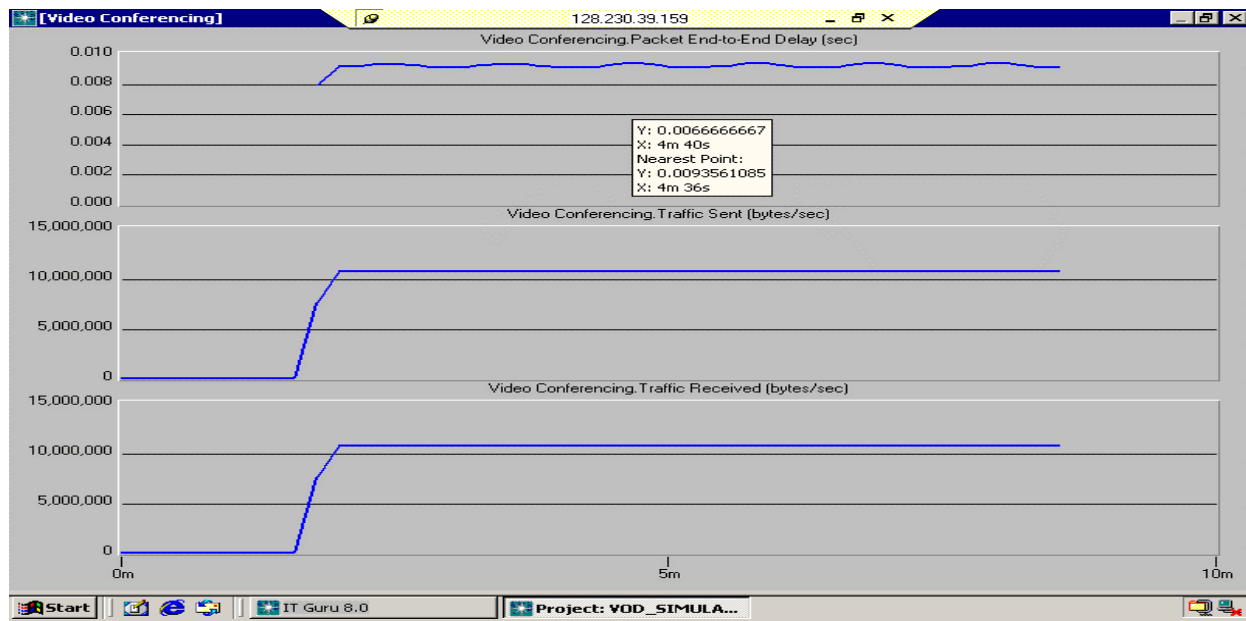 [Video Conferencing]
128.230.39.159
Video Conferencing.Packet End-to-End Delay (sec)
0.010
0.008
0.006
0.004
0.002
0.000
Y: 0.0066666667
X: 4m 40s
Nearest Point:
Y: 0.0093561085
X: 4m 36s
Video Conferencing.Traffic Sent (bytes/sec)
15,000,000
10,000,000
5,000,000
0
Video Conferencing.Traffic Received (bytes/sec)
15,000,000
10,000,000
5,000,000
0
0m
5m
10m
Start
IT Guru 8.0
Project: VOD_SIMULA...